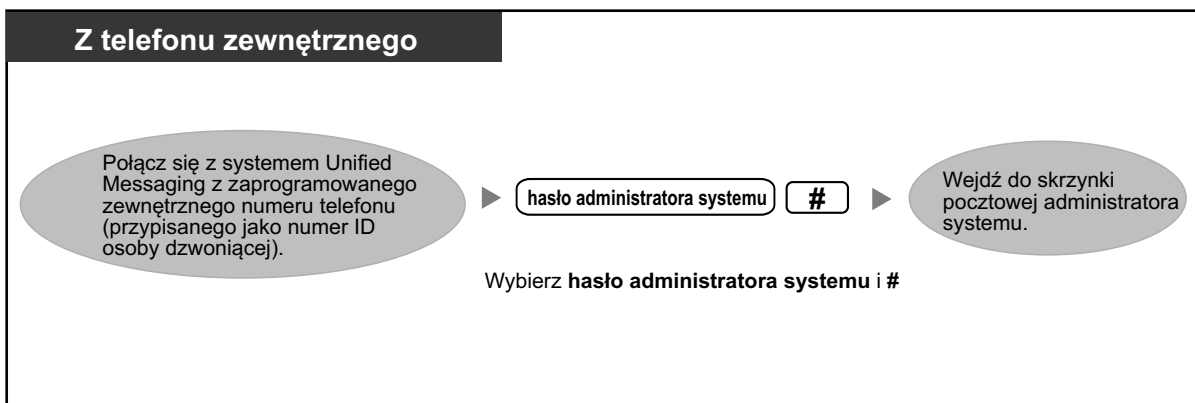 Z telefonu zewnętrznego
Połącz się z systemem Unified
Messaging z zaprogramowanego
zewnętrznego numeru telefonu
(przypisanego jako numer ID
osoby dzwoniącej).
hasło administratora systemu #
Wybierz hasło administratora systemu i #
Wejdź do skrzynki
pocztowej administratora
systemu.